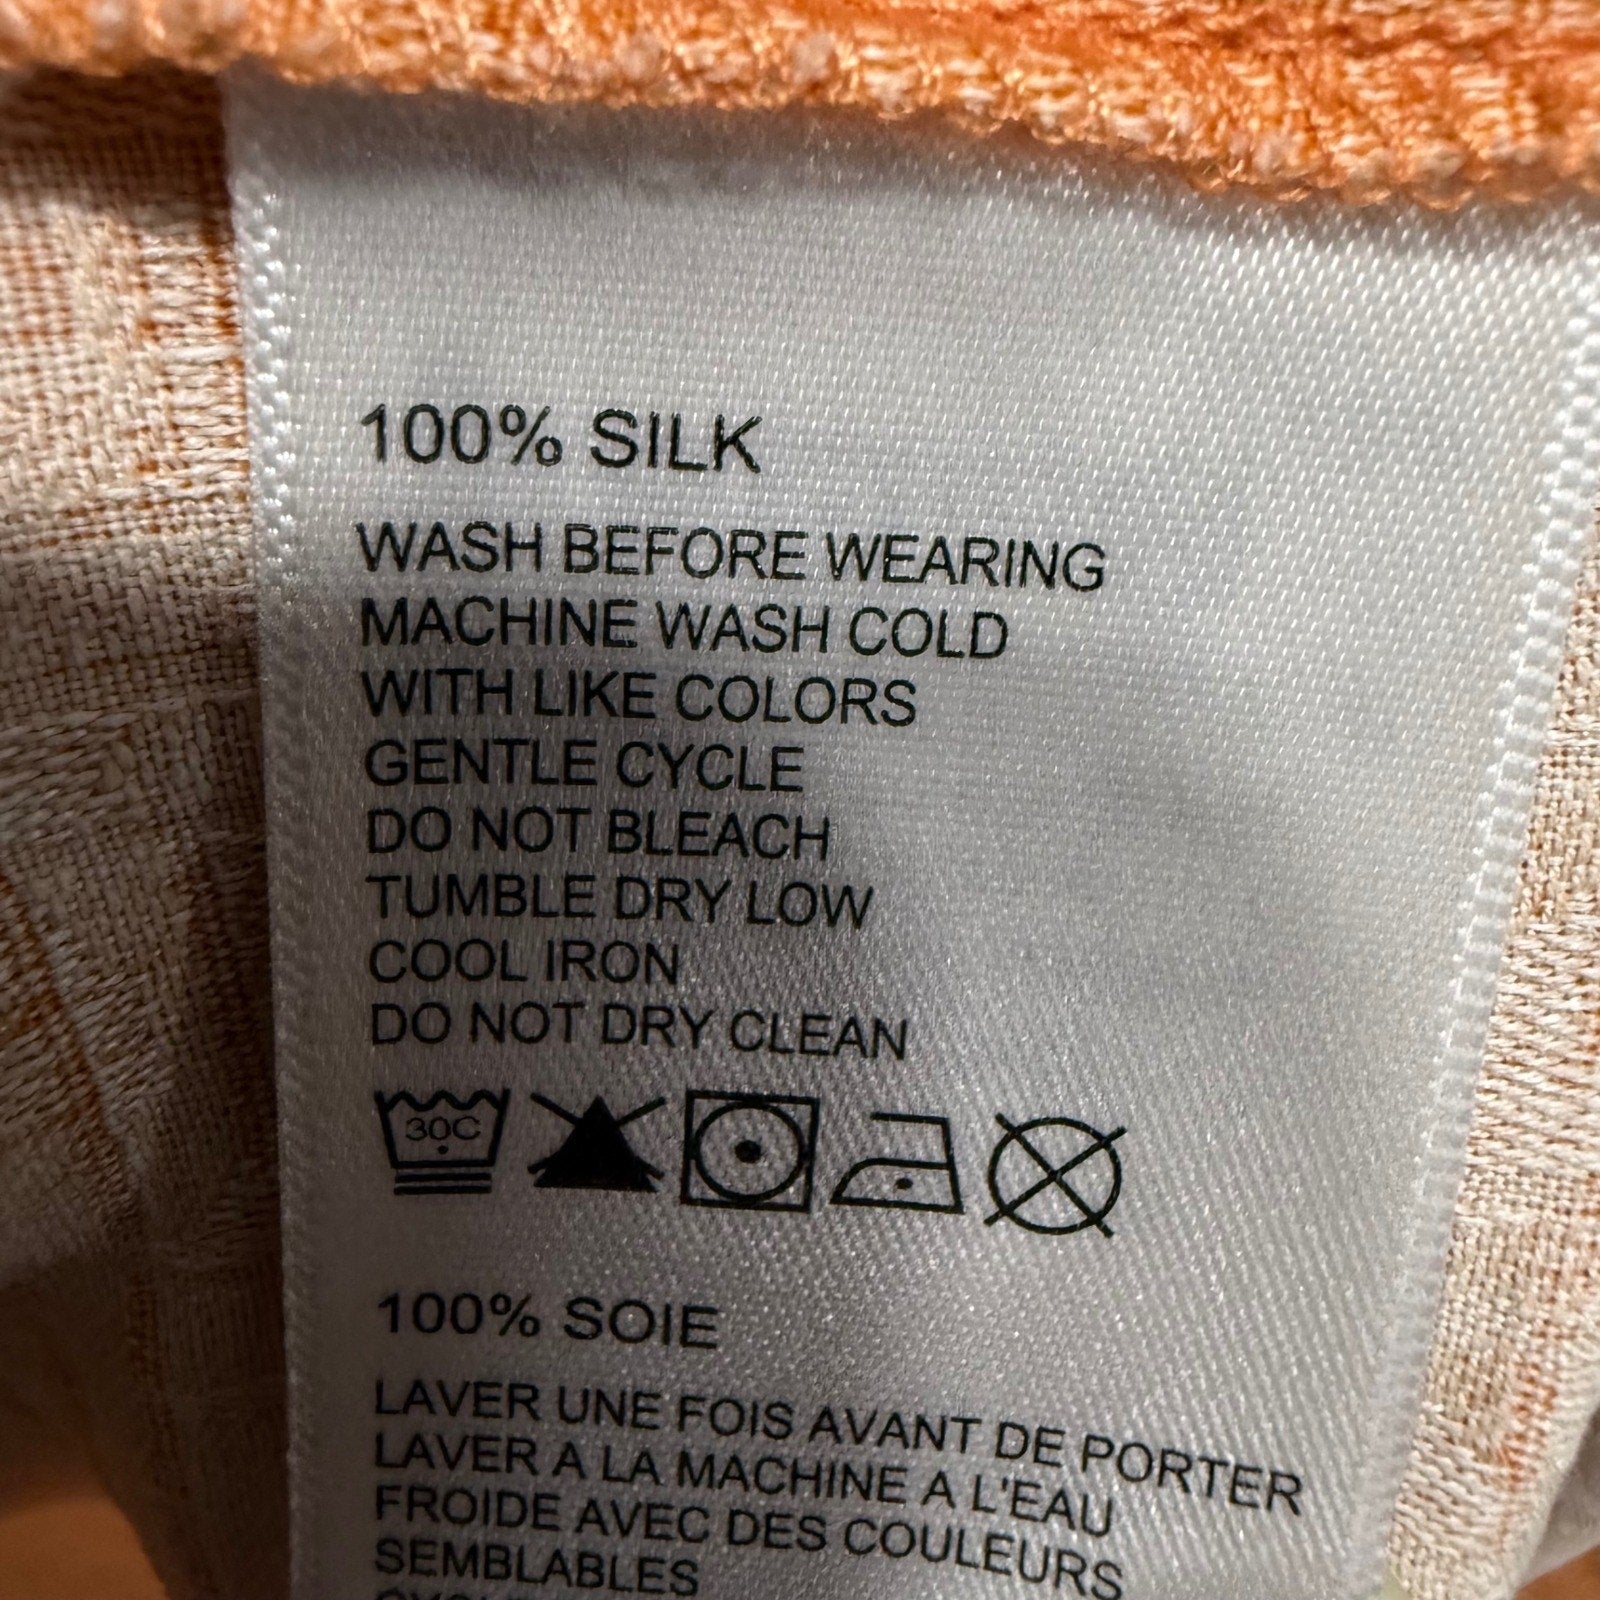 100% SILK
WASH BEFORE WEARING
MACHINE WASH COLD
WITH LIKE COLORS
GENTLE CYCLE
DO NOT BLEACH
TUMBLE DRY LOW
COOL IRON
DO NOT DRY CLEAN
30C
100% SOIE
LAVER UNE FOIS AVANT DE PORTER
LAVER A LA MACHINE A L'EAU
FROIDE AVEC DES COULEURS
SEMBLABLES